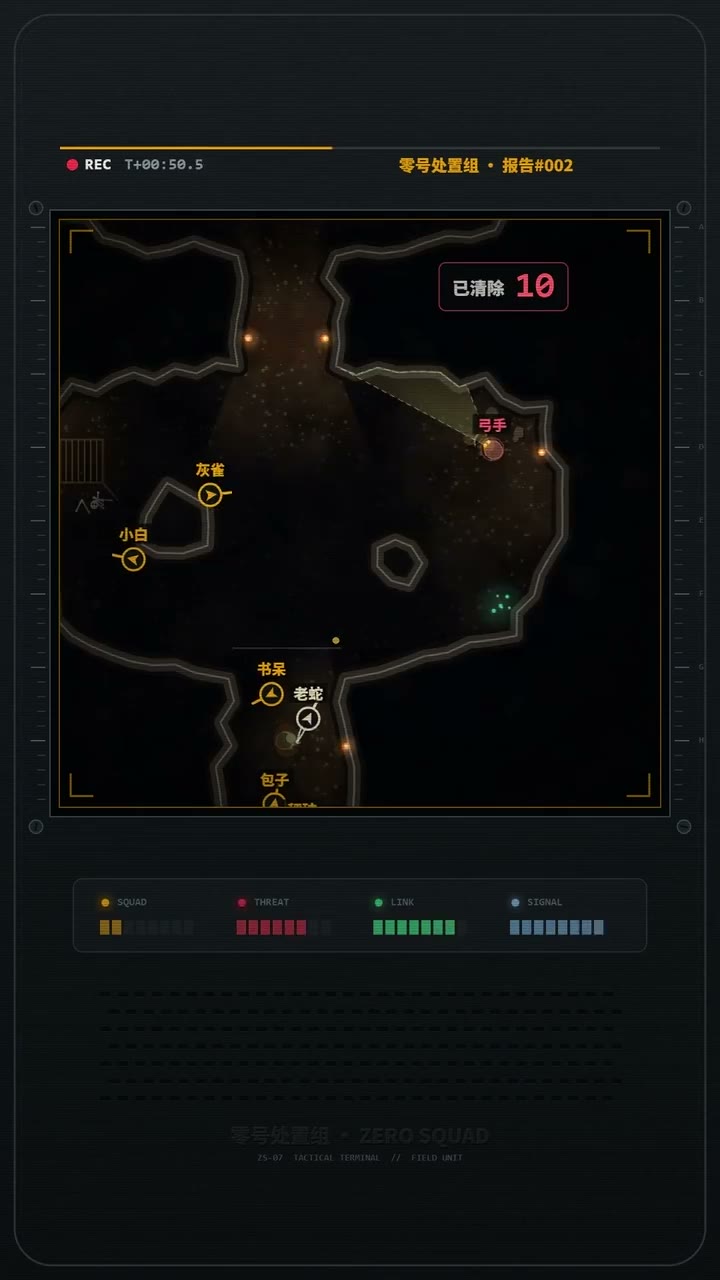 REC T+00:50.5
零号处置组 · 报告#002
已清除 10
弓手
灰雀
小白
书呆
老蛇
包子
SQUAD
THREAT
LINK
SIGNAL
零号处置组 · ZERO SQUAD
ZS-07 TACTICAL TERMINAL // FIELD UNIT